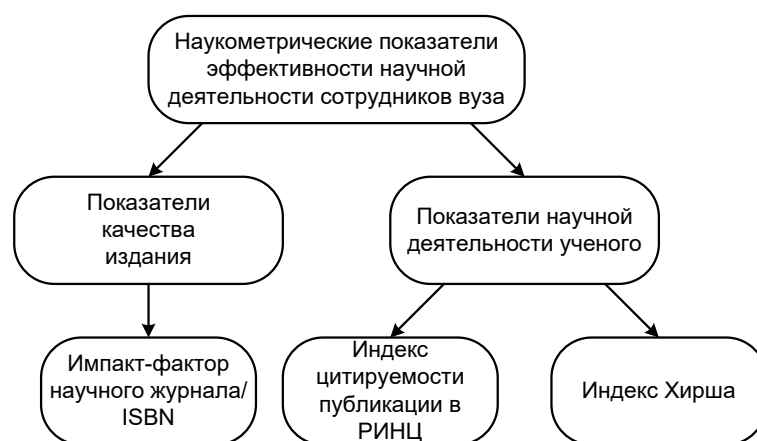 Наукометрические показатели
эффективности научной
деятельности сотрудников вуза
Показатели
качества
издания
Показатели научной
деятельности ученого
Импакт-фактор
научного журнала/
ISBN
Индекс
цитируемости
публикации в
РИНЦ
Индекс Хирша